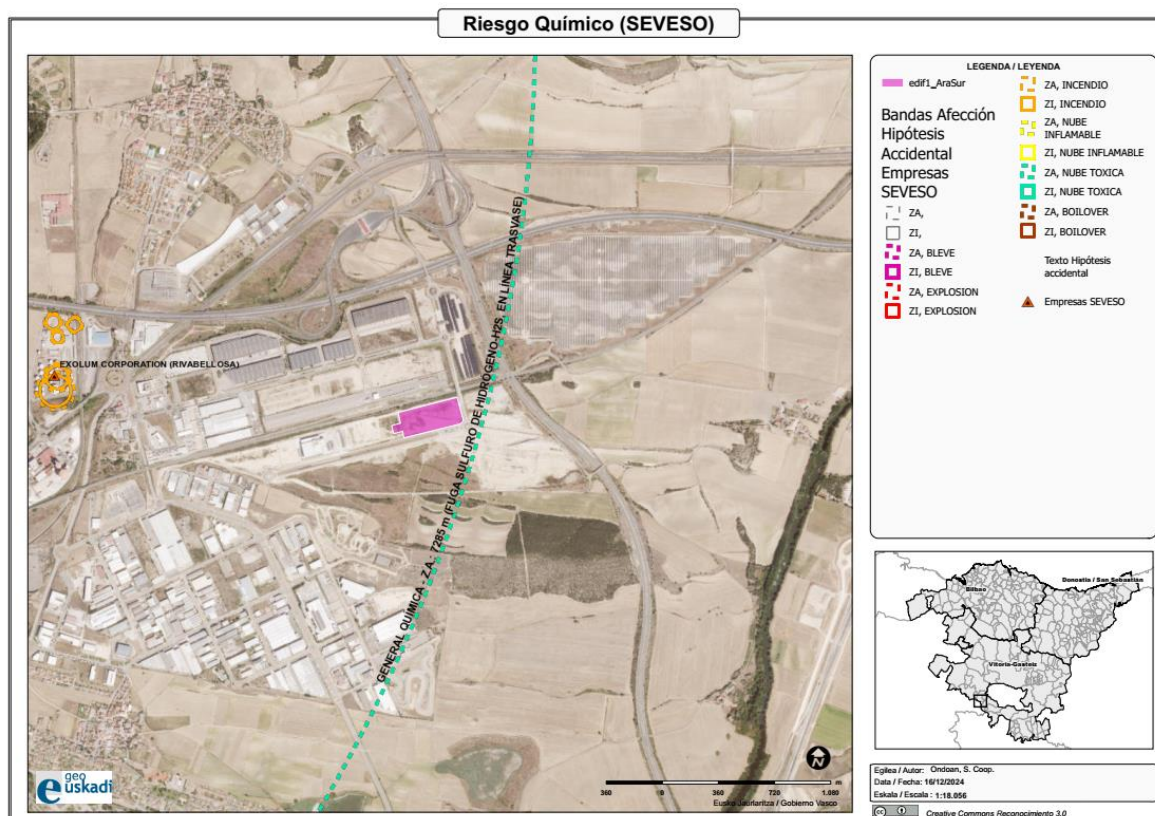 Riesgo Químico (SEVESO)
EXOLUM CORPORATION (RIVABELLOSA)
GENERAL QUÍMICA - Z.A.: 7285 m (FUGA SULFURO DE HIDROGENO-H2S, EN LÍNEA TRASVASE)
geo
euskadi
N
360 0 360 720 1.080 m
Eusko Jaurlaritza / Gobierno Vasco
LEGENDA / LEYENDA
edif1_AraSur
Bandas Afección
Hipótesis
Accidental
Empresas
SEVESO
ZA,
ZI,
ZA, BLEVE
ZI, BLEVE
ZA, EXPLOSION
ZI, EXPLOSION
ZA, INCENDIO
ZI, INCENDIO
ZA, NUBE
INFLAMABLE
ZI, NUBE INFLAMABLE
ZA, NUBE TOXICA
ZI, NUBE TOXICA
ZA, BOILOVER
ZI, BOILOVER
Texto Hipótesis
accidental
Empresas SEVESO
Donostia / San Sebastián
Bilbao
Vitoria-Gasteiz
Egilea / Autor: Ondoan, S. Coop.
Data / Fecha: 16/12/2024
Eskala / Escala : 1:18.056
cc Creative Commons Reconocimiento 3.0